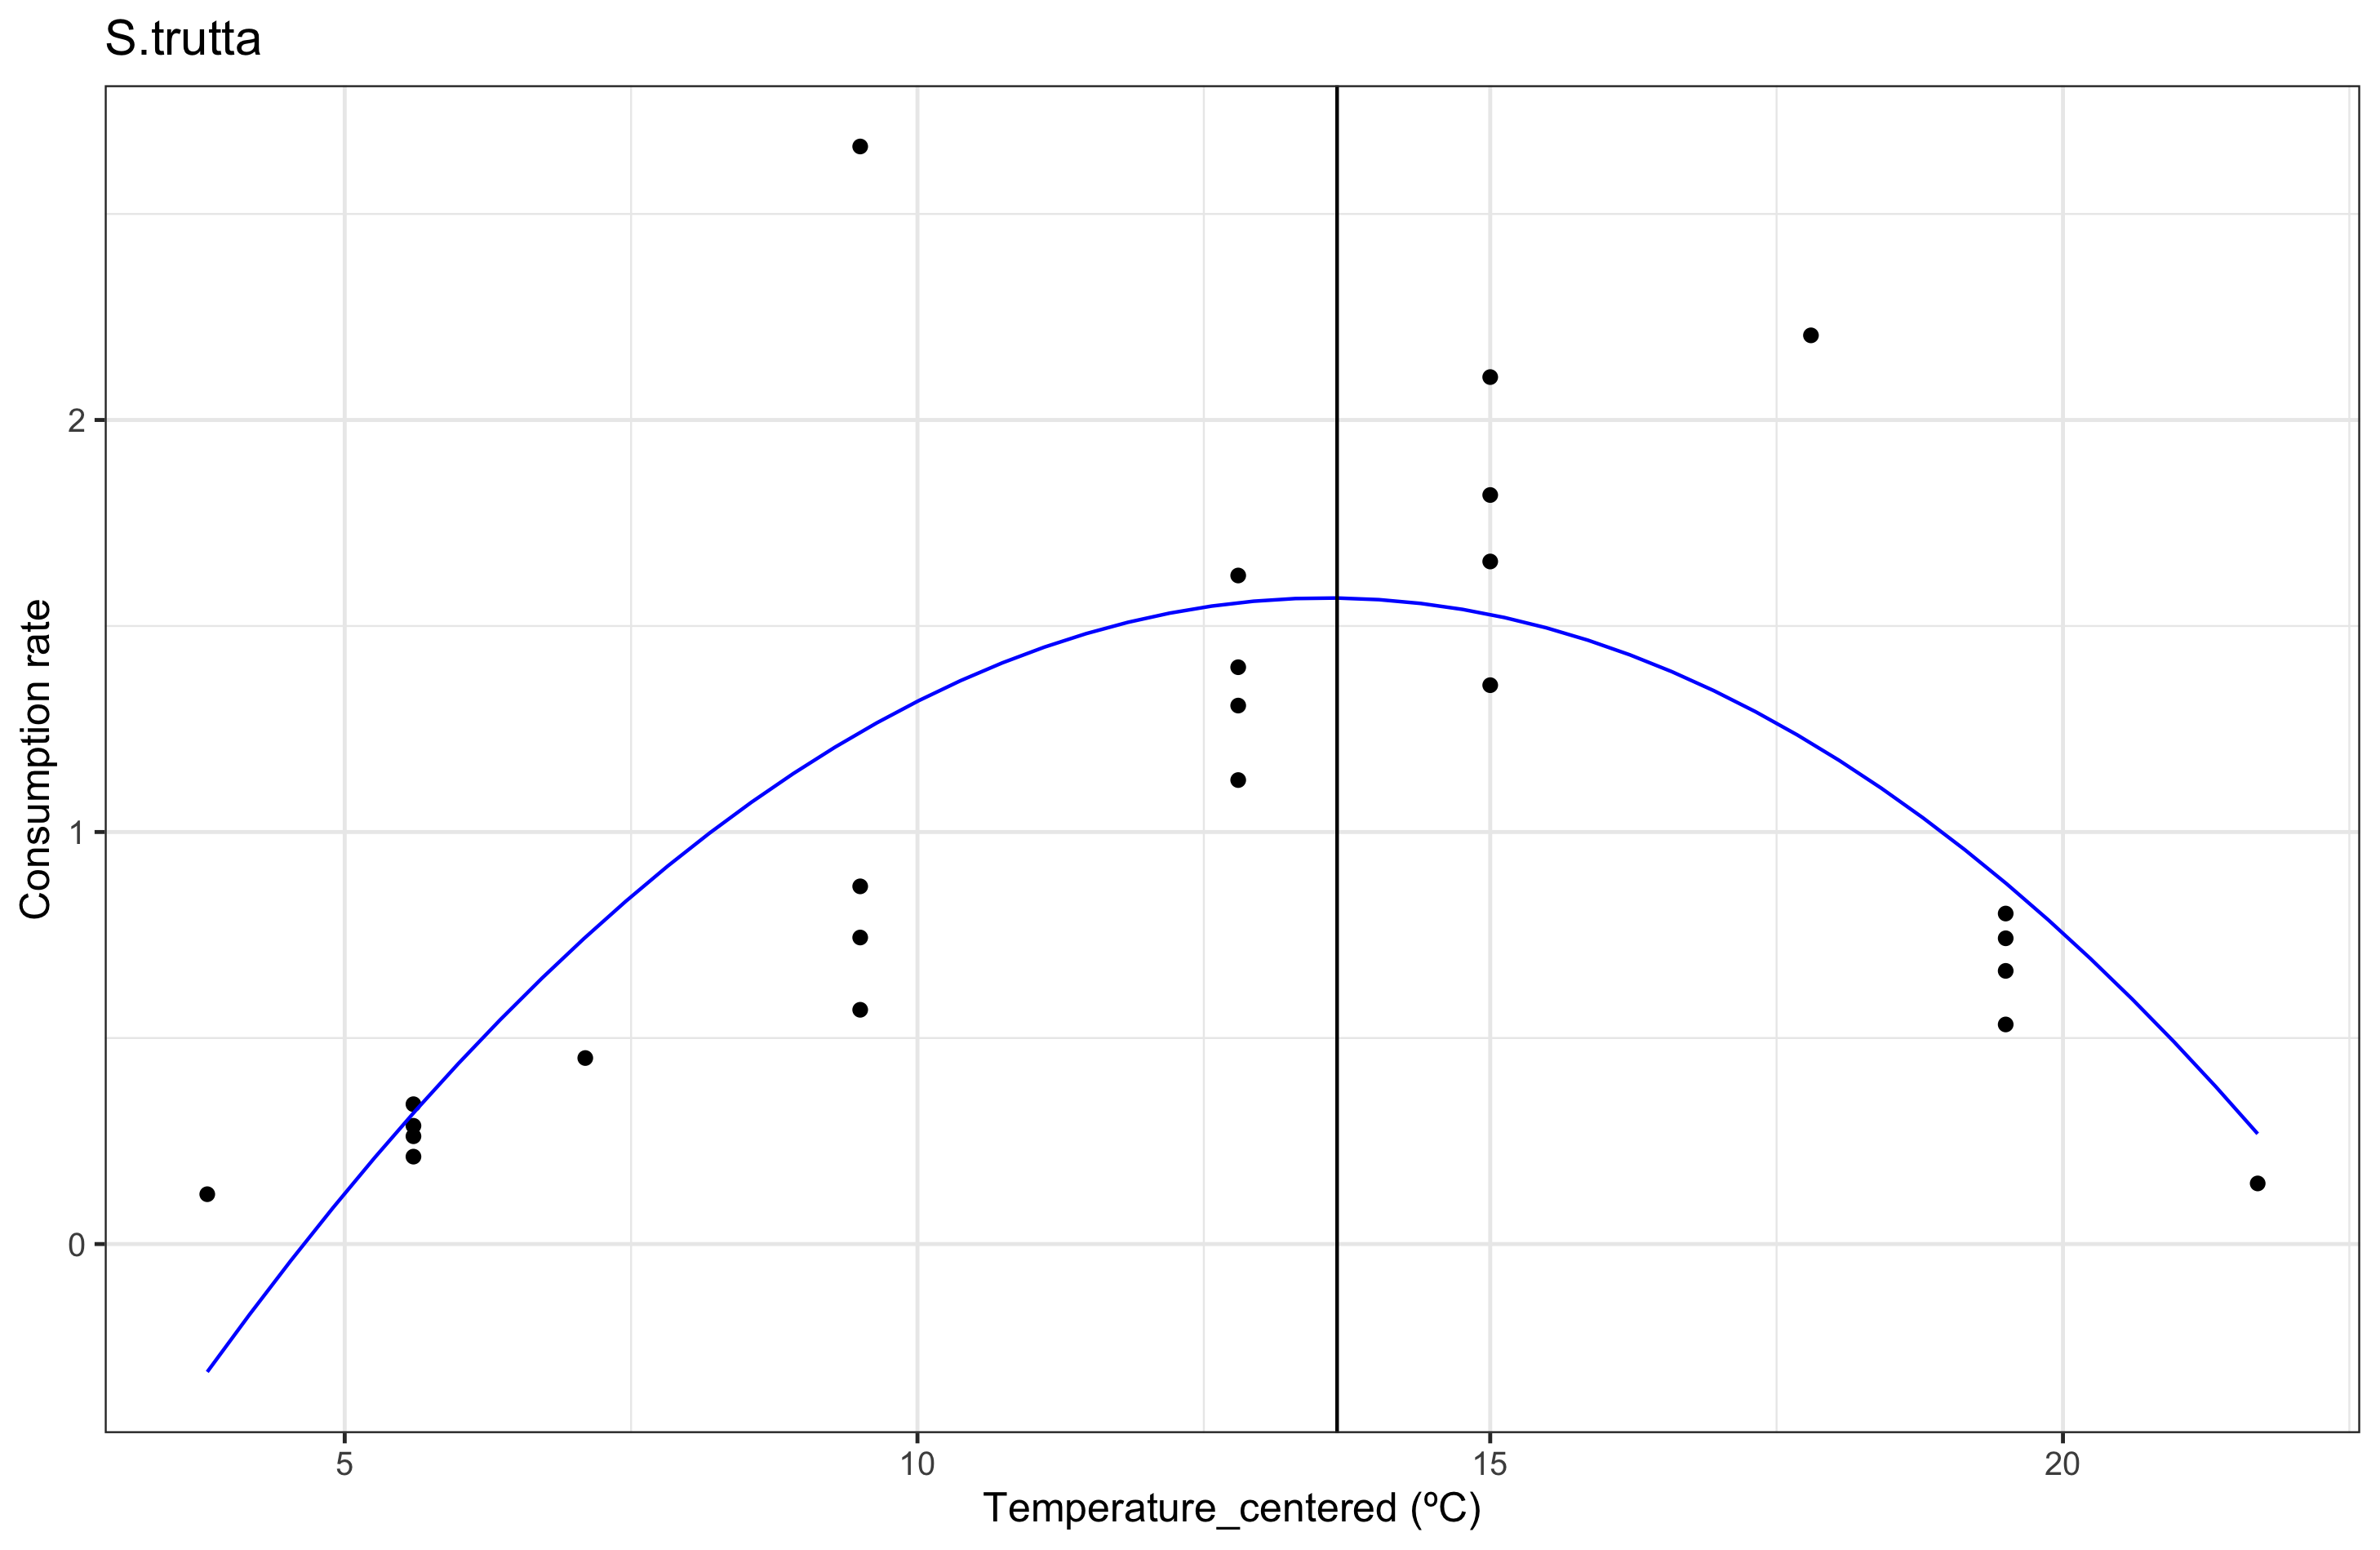 S.trutta
Consumption rate
2
1
0
5
10
15
20
Temperature_centered (ºC)